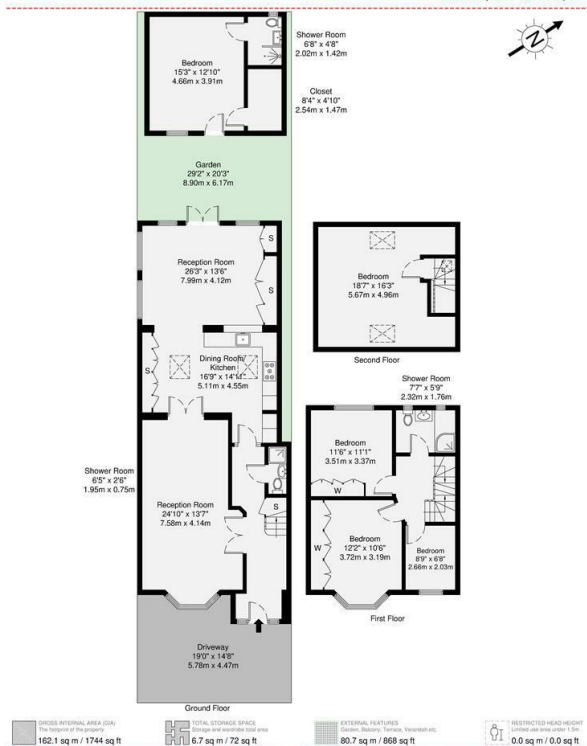 N
Shower Room
6'8" x 4'8"
2.02m x 1.42m
Bedroom
15'3" x 12'10"
4.66m x 3.91m
Closet
8'4" x 4'10"
2.54m x 1.47m
Garden
29'2" x 20'3"
8.90m x 6.17m
S
Reception Room
26'3" x 13'6"
7.99m x 4.12m
S
Bedroom
18'7" x 16'3"
5.67m x 4.96m
Second Floor
S
Dining Room/
Kitchen
16'9" x 14'11"
5.11m x 4.55m
Shower Room
7'7" x 5'9"
2.32m x 1.76m
Shower Room
6'5" x 2'6"
1.95m x 0.75m
Reception Room
24'10" x 13'7"
7.58m x 4.14m
S
Bedroom
11'6" x 11'1"
3.51m x 3.37m
W
W
Bedroom
12'2" x 10'6"
3.72m x 3.19m
Bedroom
8'9" x 6'8"
2.66m x 2.03m
First Floor
Driveway
19'0" x 14'8"
5.78m x 4.47m
Ground Floor
GROSS INTERNAL AREA (GIA)
The footprint of the property
162.1 sq m / 1744 sq ft
TOTAL STORAGE SPACE
Storage and wardrobe total area
6.7 sq m / 72 sq ft
EXTERNAL FEATURES
Garden, Balcony, Terrace, Verandah etc.
80.7 sq m / 868 sq ft
RESTRICTED HEAD HEIGHT
Limited use area under 1.5m
0.0 sq m / 0.0 sq ft